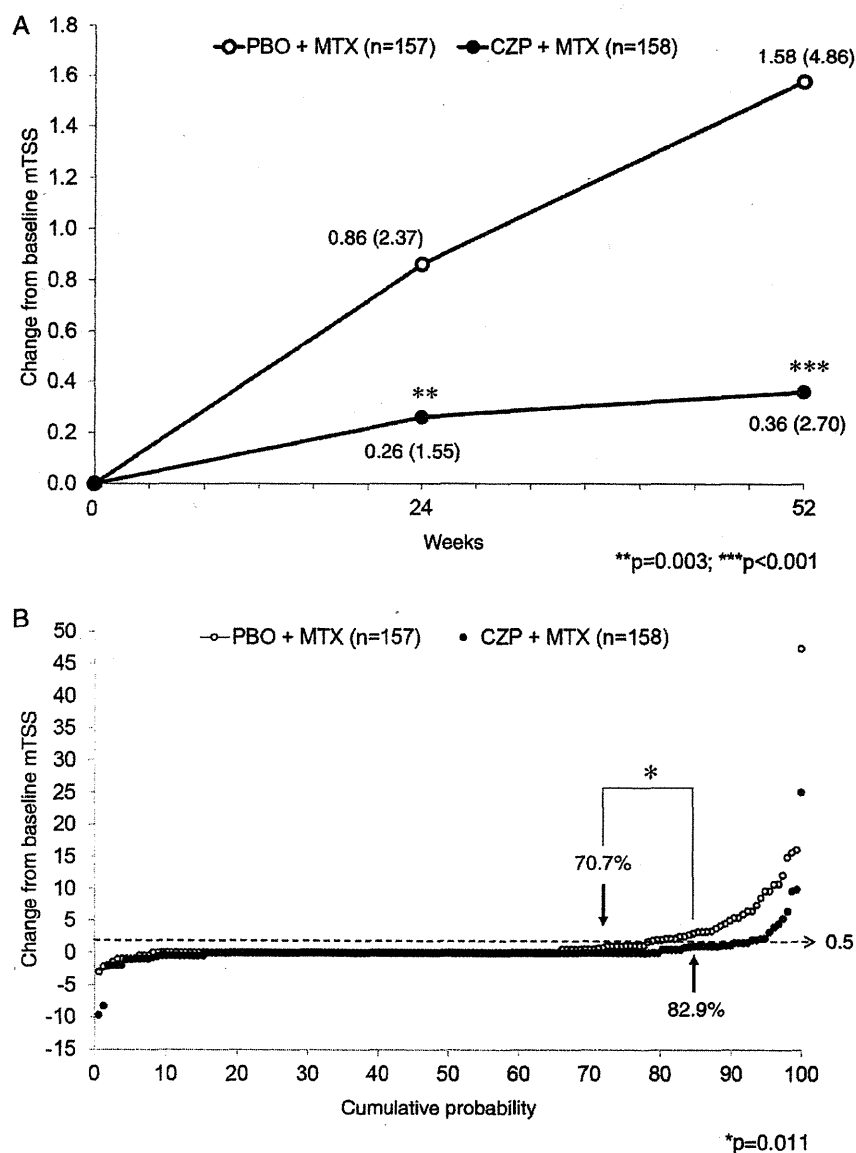 A
PBO + MTX (n=157) CZP + MTX (n=158)
Change from baseline mTSS
1.8
1.6
1.4
1.2
1.0
0.8
0.6
0.4
0.2
0.0
1.58 (4.86)
0.86 (2.37)
***
**
0.36 (2.70)
0.26 (1.55)
0 24 52
Weeks
**p=0.003; ***p<0.001
B
PBO + MTX (n=157) CZP + MTX (n=158)
Change from baseline mTSS
50
45
40
35
30
25
20
15
10
5
0
-5
-10
-15
*
70.7%
0.5
82.9%
0 10 20 30 40 50 60 70 80 90 100
Cumulative probability
*p=0.011